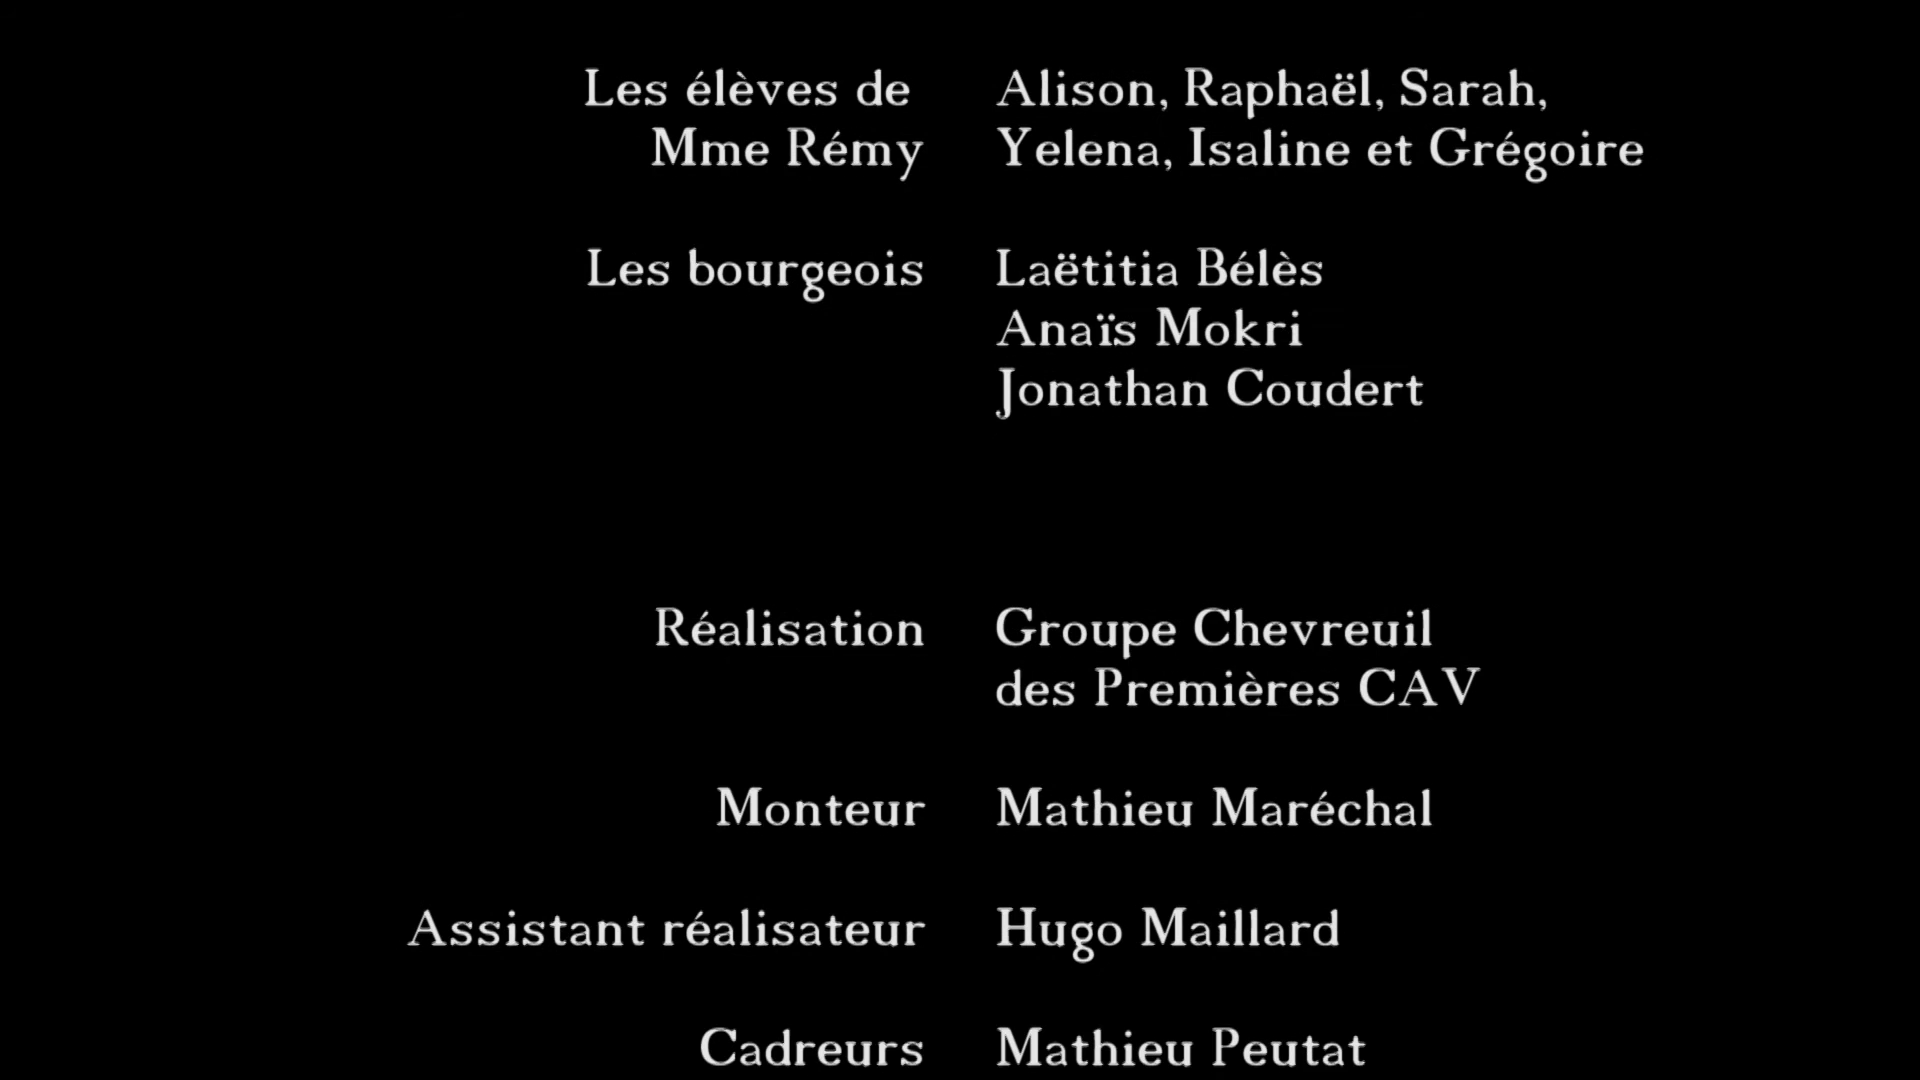 Les élèves de Alison, Raphaël, Sarah,
Mme Rémy Yelena, Isaline et Grégoire
Les bourgeois Laëtitia Bélès
Anaïs Mokri
Jonathan Coudert
Réalisation Groupe Chevreuil
des Premières CAV
Monteur Mathieu Maréchal
Assistant réalisateur Hugo Maillard
Cadreurs Mathieu Peutat